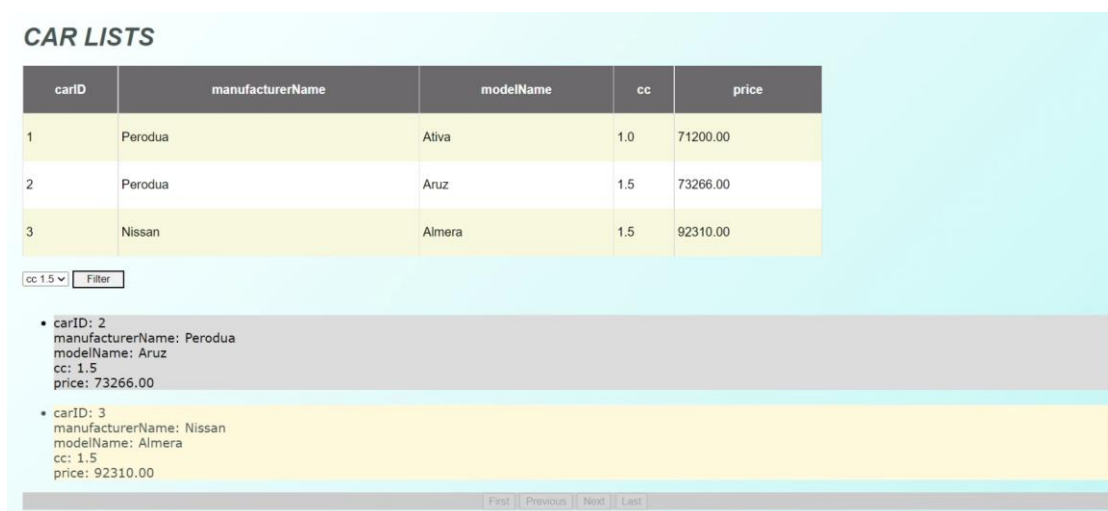 CAR LISTS
carID manufacturerName modelName cc price
1 Perodua Ativa 1.0 71200.00
2 Perodua Aruz 1.5 73266.00
3 Nissan Almera 1.5 92310.00
cc 1.5 Filter
carID: 2
manufacturerName: Perodua
modelName: Aruz
cc: 1.5
price: 73266.00
carID: 3
manufacturerName: Nissan
modelName: Almera
cc: 1.5
price: 92310.00
First Previous Next Last